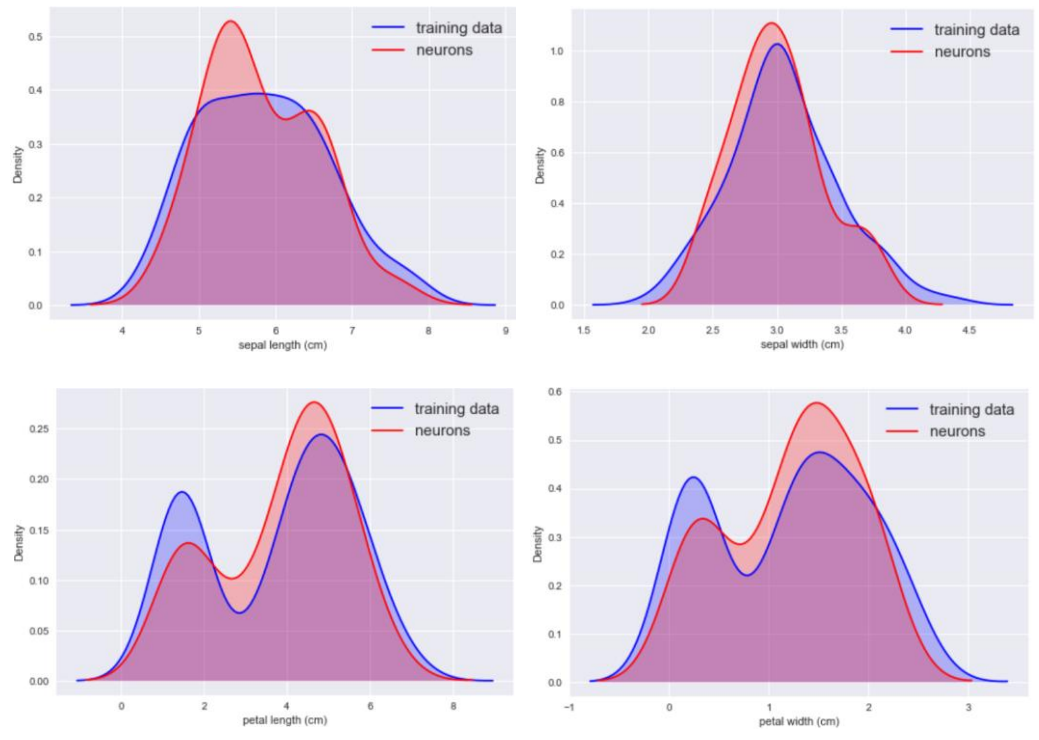 training data
neurons
0.5
0.4
0.3
0.2
0.1
0.0
Density
4 5 6 7 8 9
sepal length (cm)
training data
neurons
1.0
0.8
0.6
0.4
0.2
0.0
Density
1.5 2.0 2.5 3.0 3.5 4.0 4.5
sepal width (cm)
training data
neurons
0.25
0.20
0.15
0.10
0.05
0.00
Density
0 2 4 6 8
petal length (cm)
training data
neurons
0.6
0.5
0.4
0.3
0.2
0.1
0.0
Density
−1 0 1 2 3
petal width (cm)